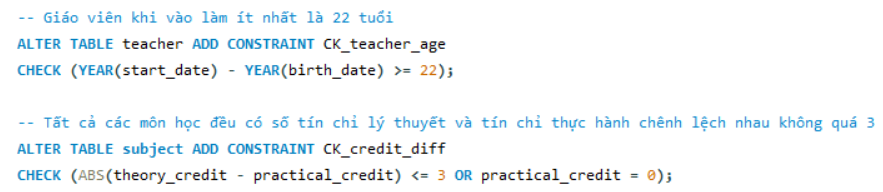 -- Giáo viên khi vào làm ít nhất là 22 tuổi
ALTER TABLE teacher ADD CONSTRAINT CK_teacher_age
CHECK (YEAR(start_date) - YEAR(birth_date) >= 22);
-- Tất cả các môn học đều có số tín chỉ lý thuyết và tín chỉ thực hành chênh lệch nhau không quá 3
ALTER TABLE subject ADD CONSTRAINT CK_credit_diff
CHECK (ABS(theory_credit - practical_credit) <= 3 OR practical_credit = 0);